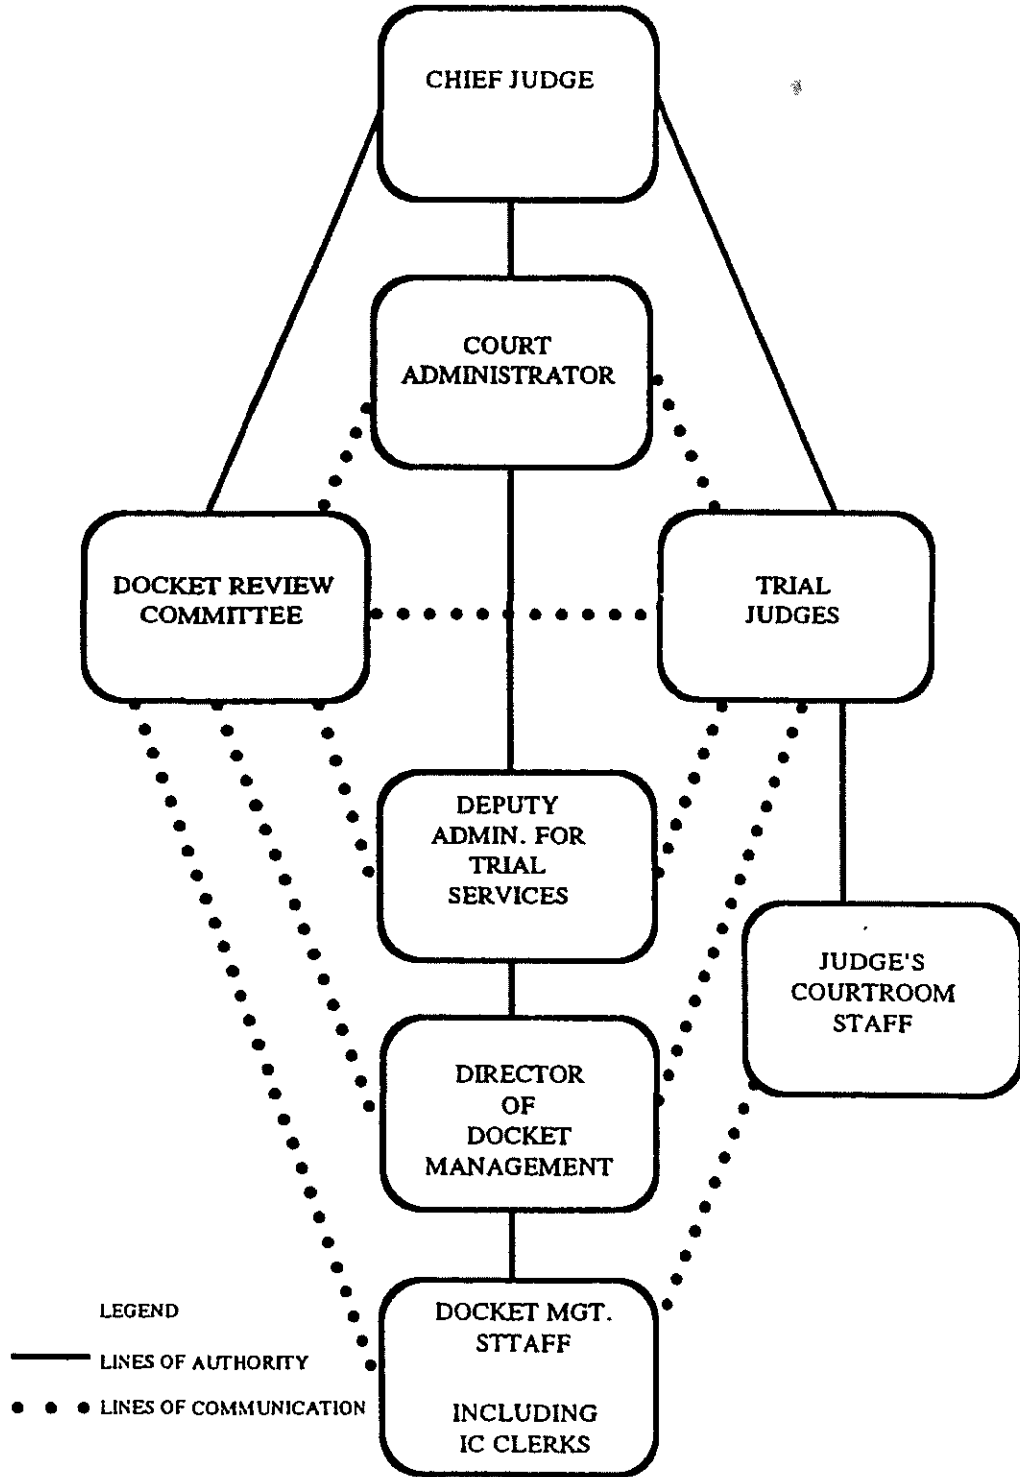 CHIEF JUDGE
COURT
ADMINISTRATOR
DOCKET REVIEW
COMMITTEE
TRIAL
JUDGES
DEPUTY
ADMIN. FOR
TRIAL
SERVICES
JUDGE'S
COURTROOM
STAFF
DIRECTOR
OF
DOCKET
MANAGEMENT
DOCKET MGT.
STTAFF
INCLUDING
IC CLERKS
LEGEND
LINES OF AUTHORITY
LINES OF COMMUNICATION